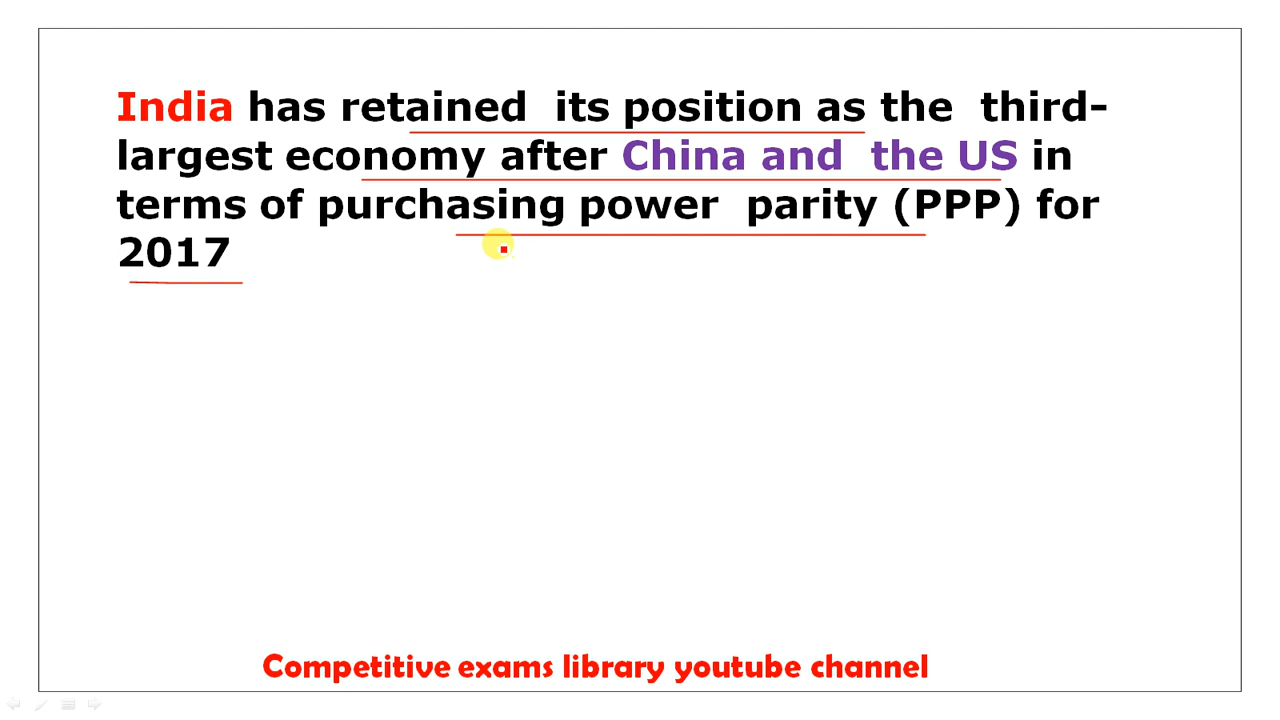 India has retained its position as the third-
largest economy after China and the US in
terms of purchasing power parity (PPP) for
2017
Competitive exams library youtube channel